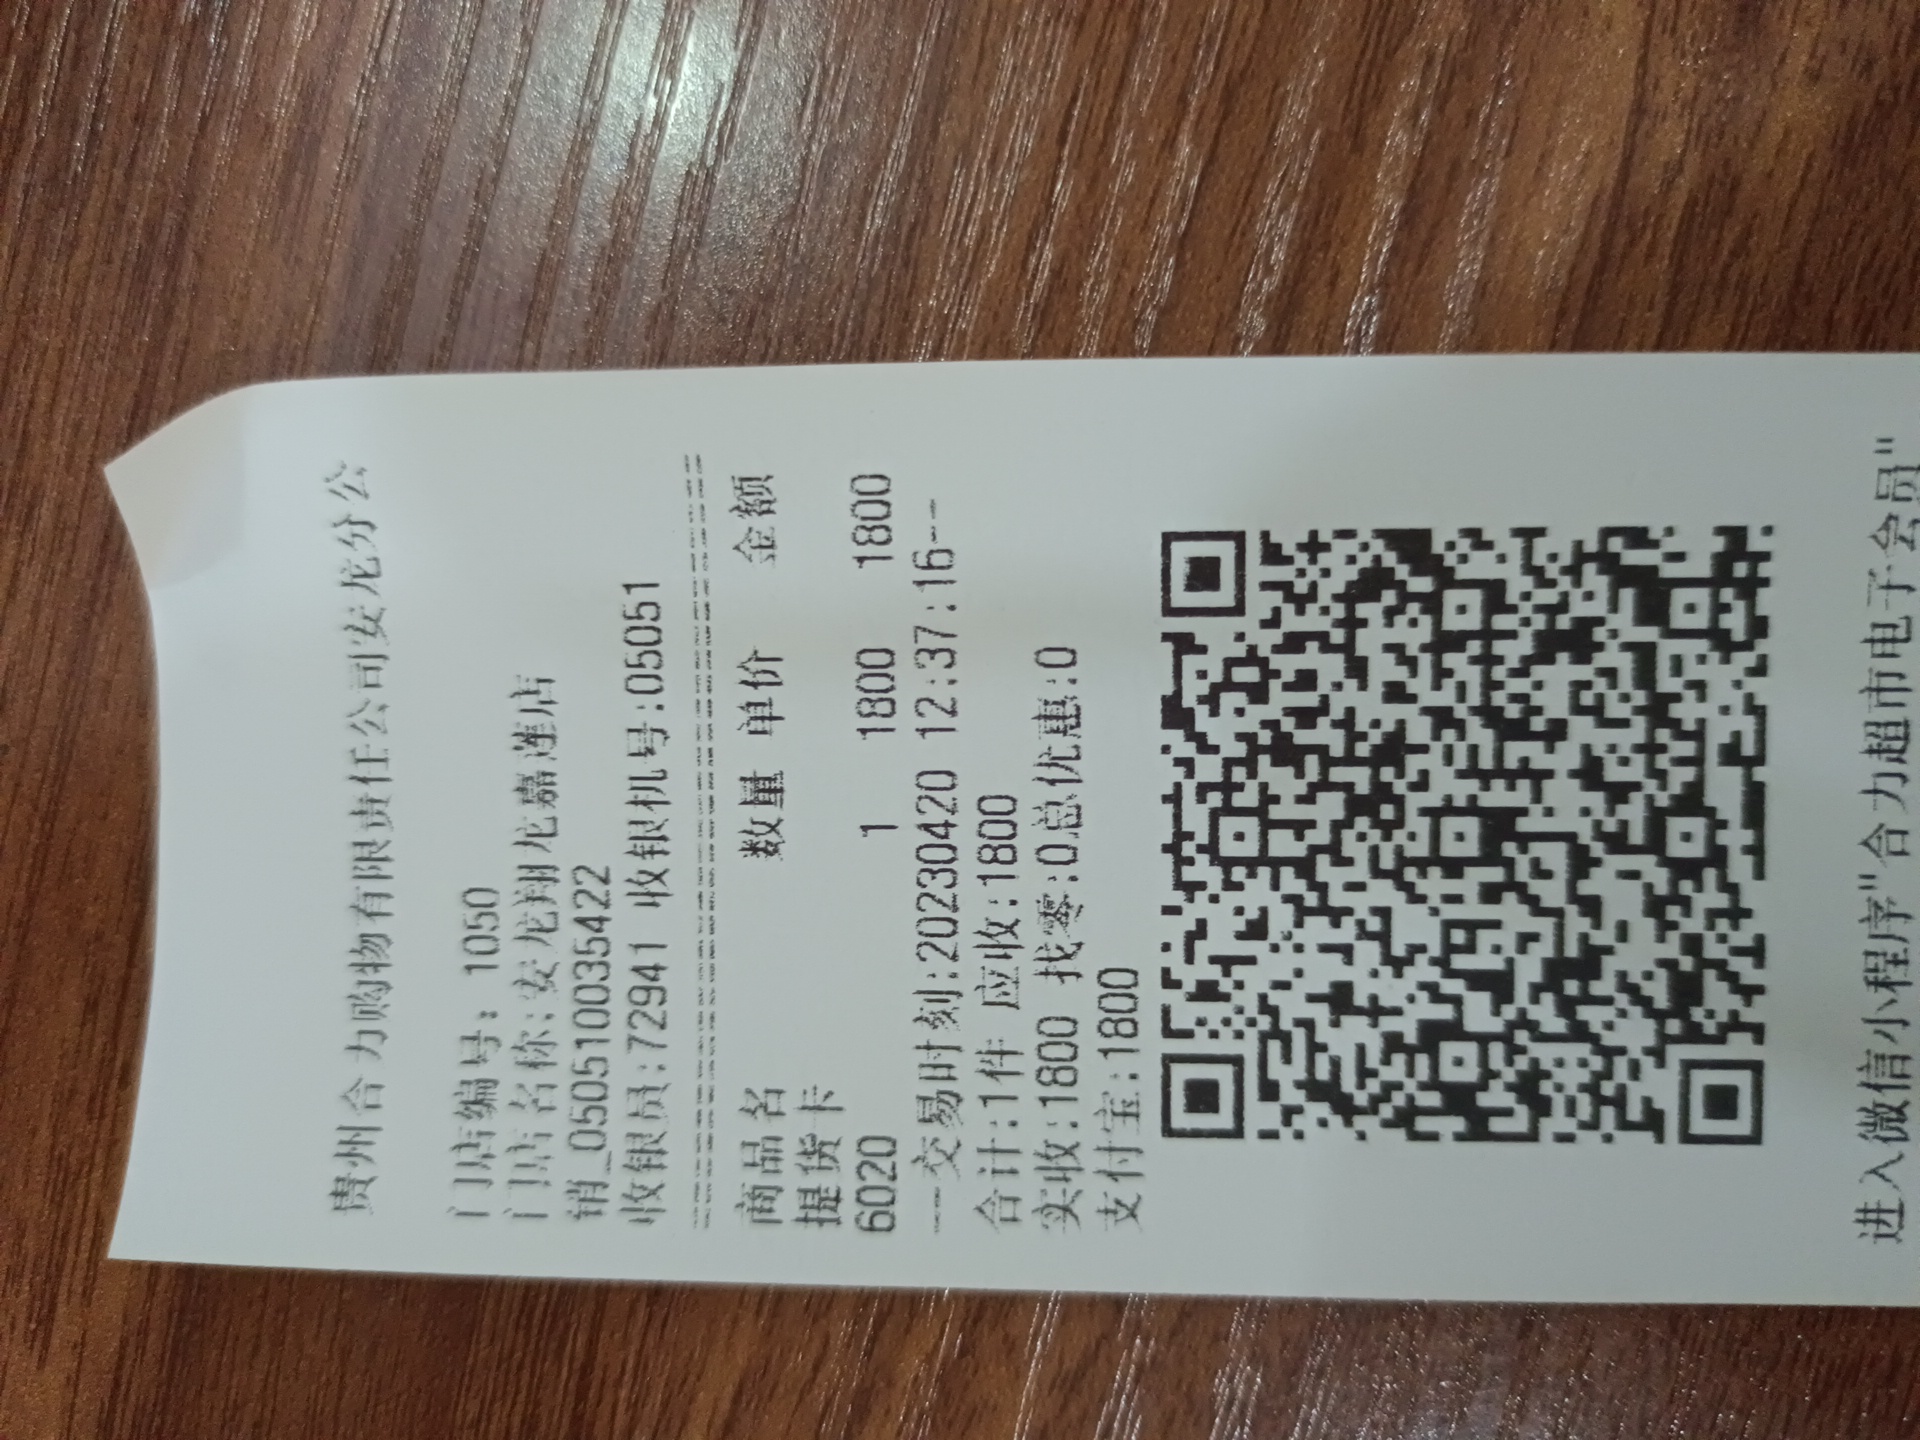 贵州合力购物有限责任公司安龙分公
门店编号: 1050
门店名称:安龙翔龙嘉莲店
销_050510035422
收银员:72941 收银机号:05051
商品名 数量 单价 金额
提货卡
6020 1 1800 1800
--交易时刻:20230420 12:37:16--
合计:1件 应收:1800
实收:1800 找零:0总优惠:0
支付宝:1800
进入微信小程序"合力超市电子会员"